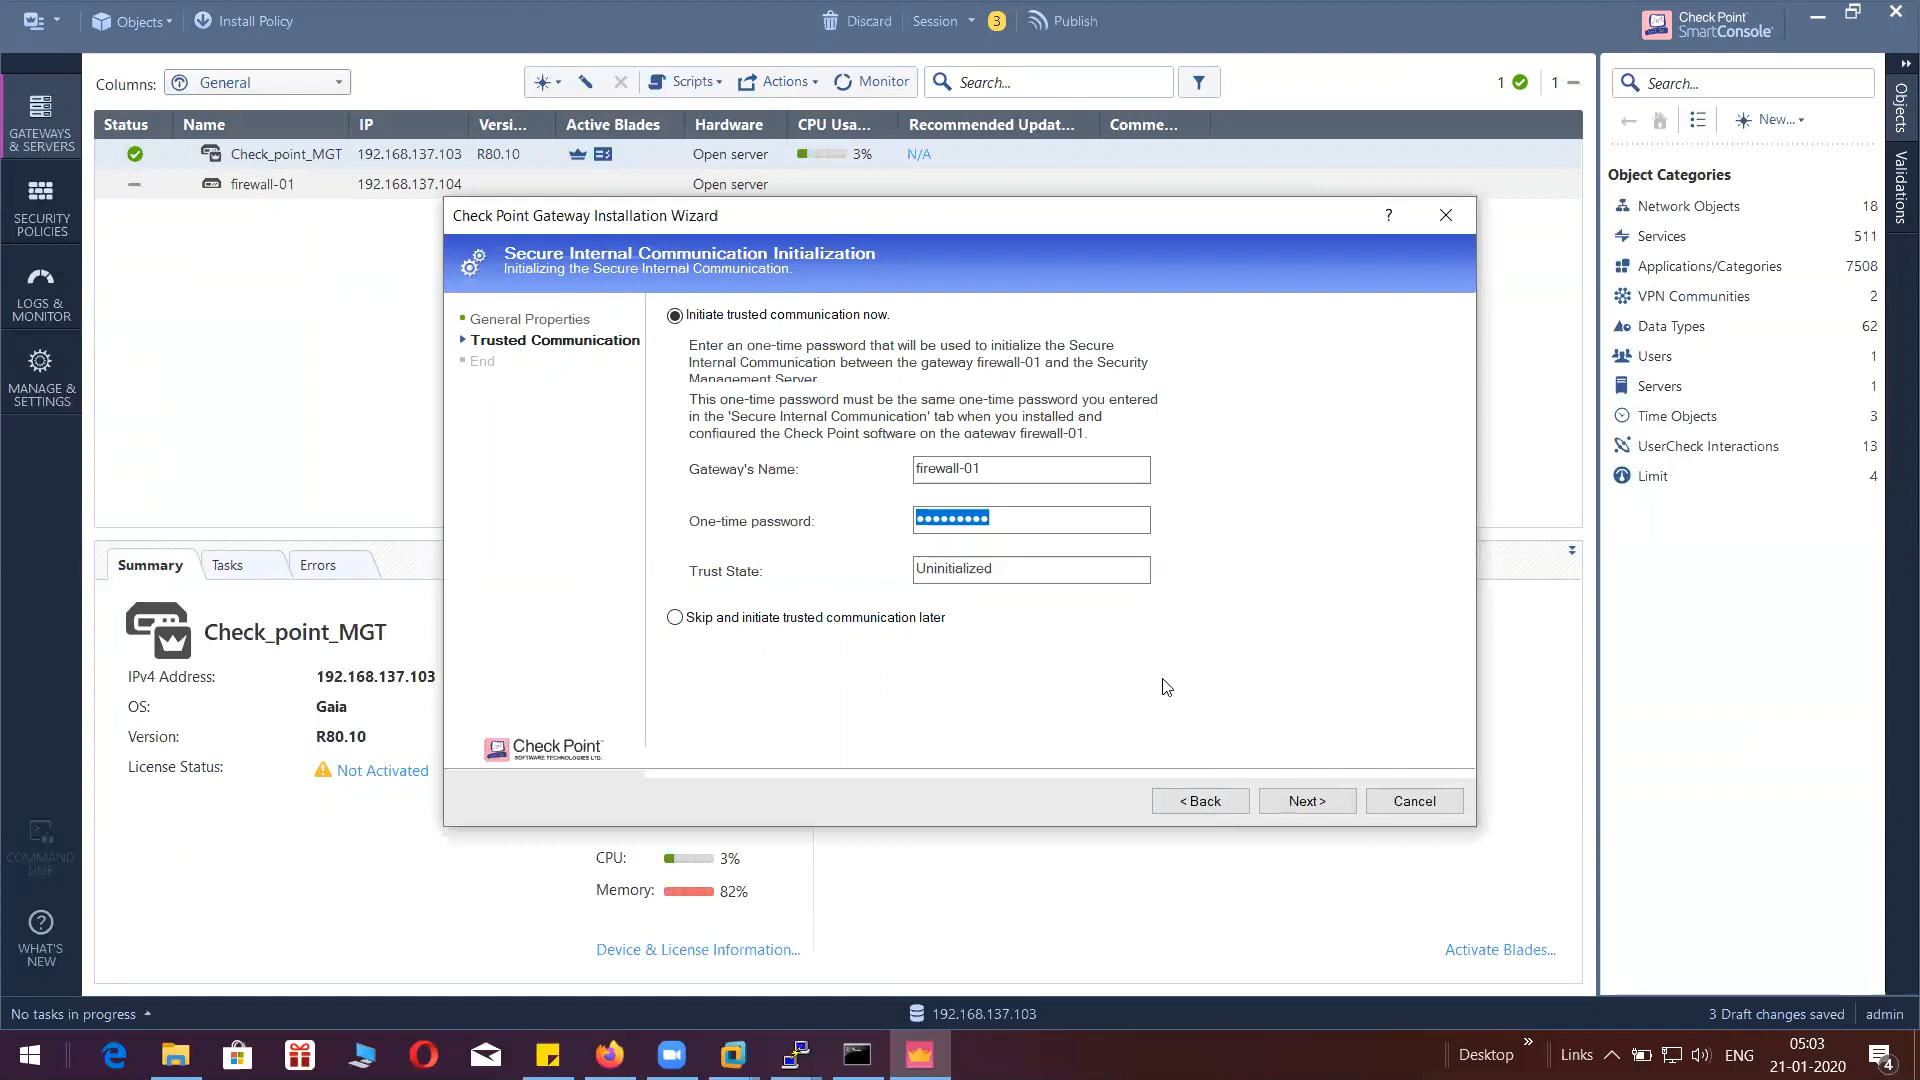 Objects
Install Policy
Discard
Session
3
Publish
Check Point
SmartConsole
GATEWAYS
& SERVERS
SECURITY
POLICIES
LOGS &
MONITOR
MANAGE &
SETTINGS
COMMAND
LINE
WHAT'S
NEW
Columns:
General
Scripts
Actions
Monitor
Search...
1
1
Status Name IP Versi... Active Blades Hardware CPU Usa... Recommended Updat... Comme...
Check_point_MGT 192.168.137.103 R80.10 Open server 3% N/A
firewall-01 192.168.137.104 Open server
Check Point Gateway Installation Wizard
?
Secure Internal Communication Initialization
Initializing the Secure Internal Communication.
General Properties
Trusted Communication
End
Initiate trusted communication now.
Enter an one-time password that will be used to initialize the Secure
Internal Communication between the gateway firewall-01 and the Security
Management Server.
This one-time password must be the same one-time password you entered
in the 'Secure Internal Communication' tab when you installed and
configured the Check Point software on the gateway firewall-01.
Gateway's Name: firewall-01
One-time password: •••••••••
Trust State: Uninitialized
Skip and initiate trusted communication later
Check Point
SOFTWARE TECHNOLOGIES LTD.
< Back
Next >
Cancel
Summary
Tasks
Errors
Check_point_MGT
IPv4 Address: 192.168.137.103
OS: Gaia
Version: R80.10
License Status: Not Activated
CPU: 3%
Memory: 82%
Device & License Information...
Activate Blades...
Search...
New...
Object Categories
Network Objects 18
Services 511
Applications/Categories 7508
VPN Communities 2
Data Types 62
Users 1
Servers 1
Time Objects 3
UserCheck Interactions 13
Limit 4
Objects
Validations
No tasks in progress
192.168.137.103
3 Draft changes saved
admin
Desktop
Links
ENG
05:03
21-01-2020
4